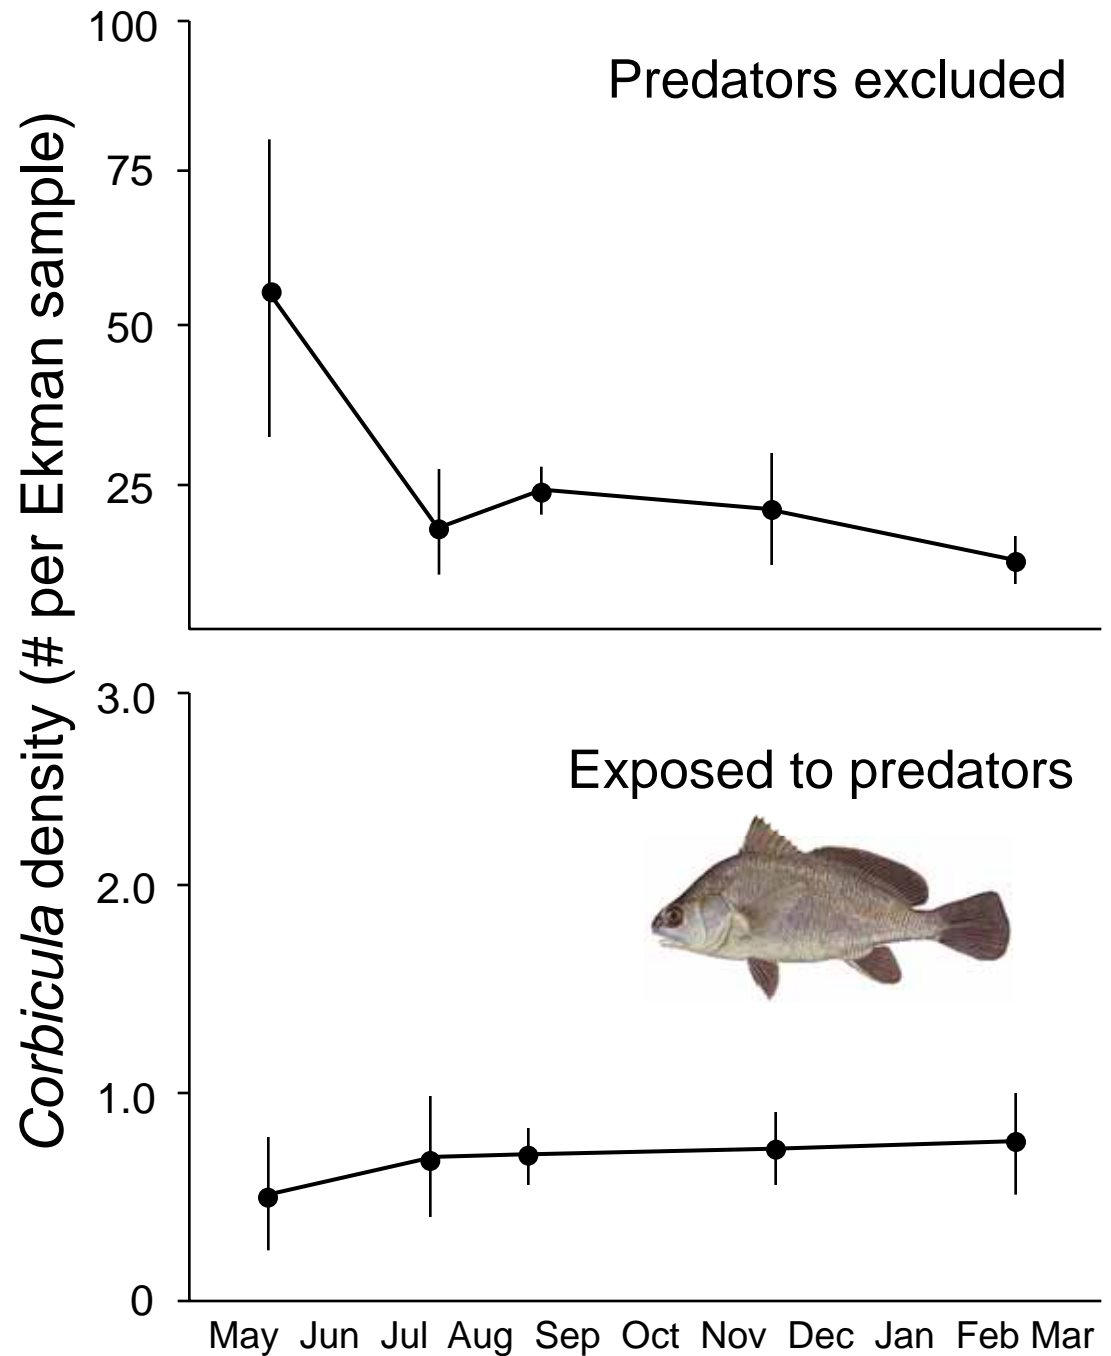 100
Predators excluded
75
50
25
Corbicula density (# per Ekman sample)
3.0
Exposed to predators
2.0
1.0
0
May Jun Jul Aug Sep Oct Nov Dec Jan Feb Mar